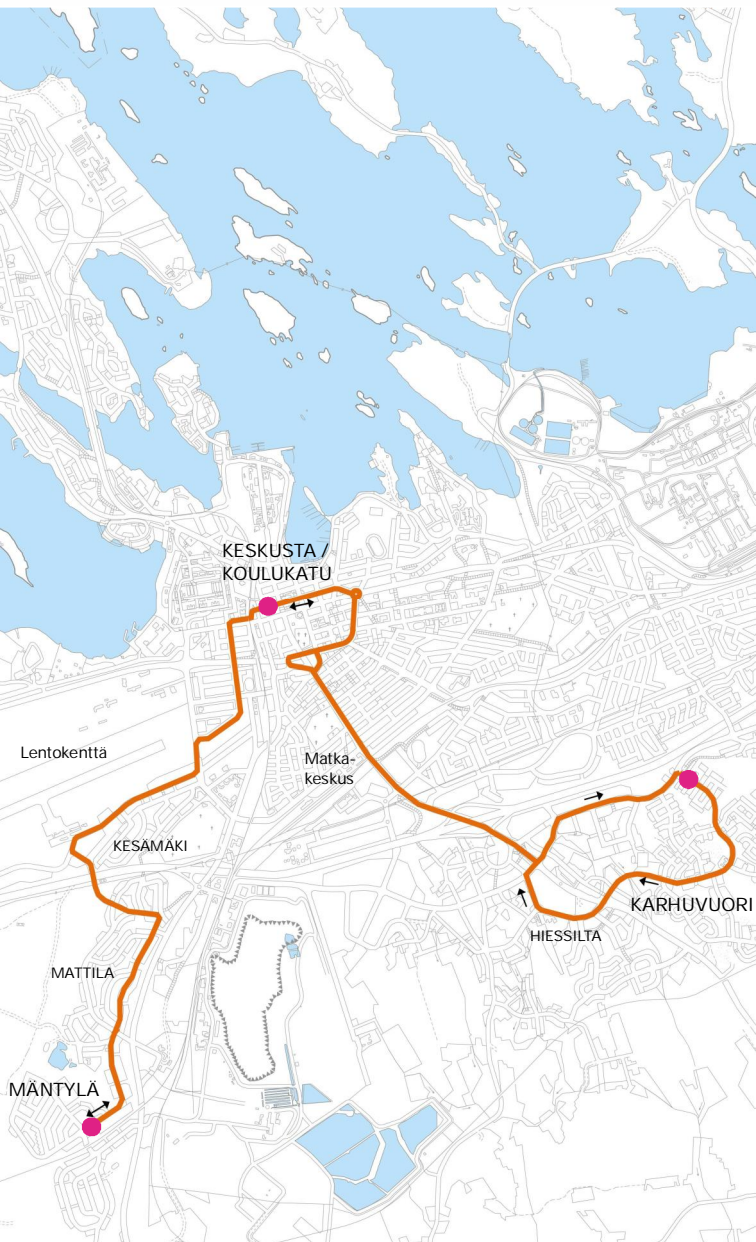 KESKUSTA /
KOULUKATU
Lentokenttä
Matka-
keskus
KESÄMÄKI
KARHUVUORI
HIESSILTA
MATTILA
MÄNTYLÄ